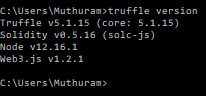 C:\Users\Muthuram>truffle version
Truffle v5.1.15 (core: 5.1.15)
Solidity v0.5.16 (solc-js)
Node v12.16.1
Web3.js v1.2.1
C:\Users\Muthuram>